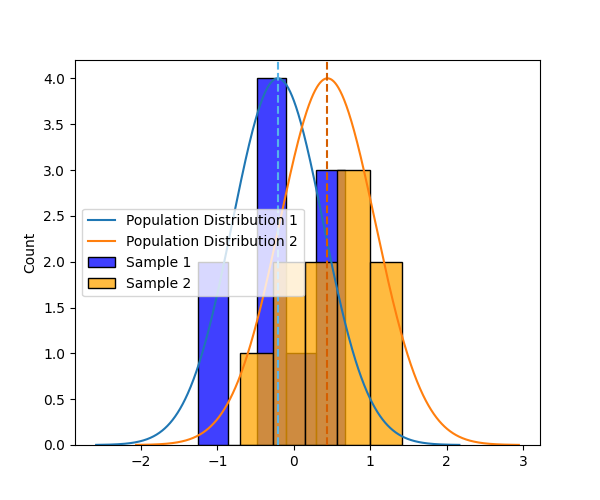 4.0
3.5
3.0
2.5
2.0
1.5
1.0
0.5
0.0
Count
Population Distribution 1
Population Distribution 2
Sample 1
Sample 2
−2 −1 0 1 2 3